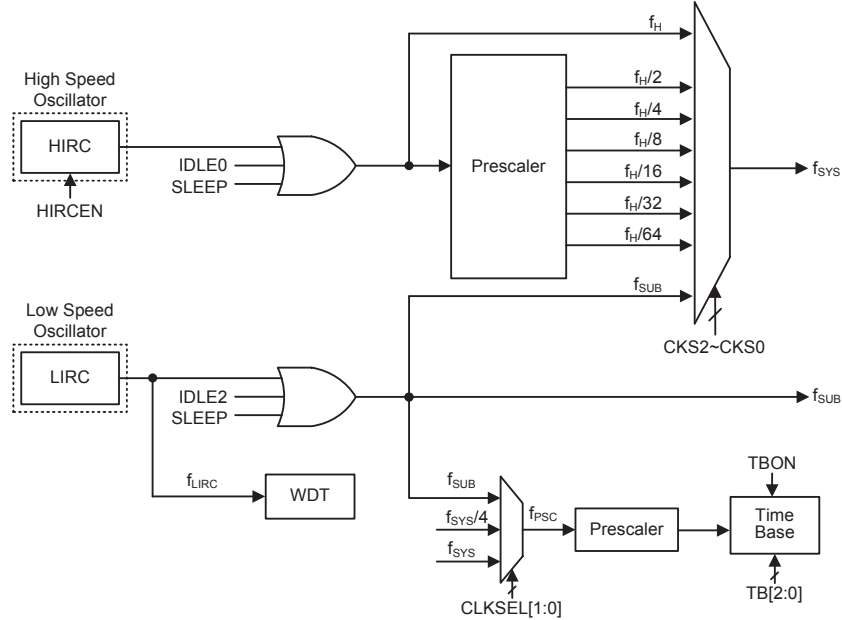 High Speed
Oscillator
HIRC
HIRCEN
IDLE0
SLEEP
Prescaler
fH
fH/2
fH/4
fH/8
fH/16
fH/32
fH/64
fSUB
CKS2~CKS0
fSYS
Low Speed
Oscillator
LIRC
IDLE2
SLEEP
fSUB
fLIRC
WDT
fSUB
fSYS/4
fSYS
CLKSEL[1:0]
fPSC
Prescaler
TBON
Time
Base
TB[2:0]